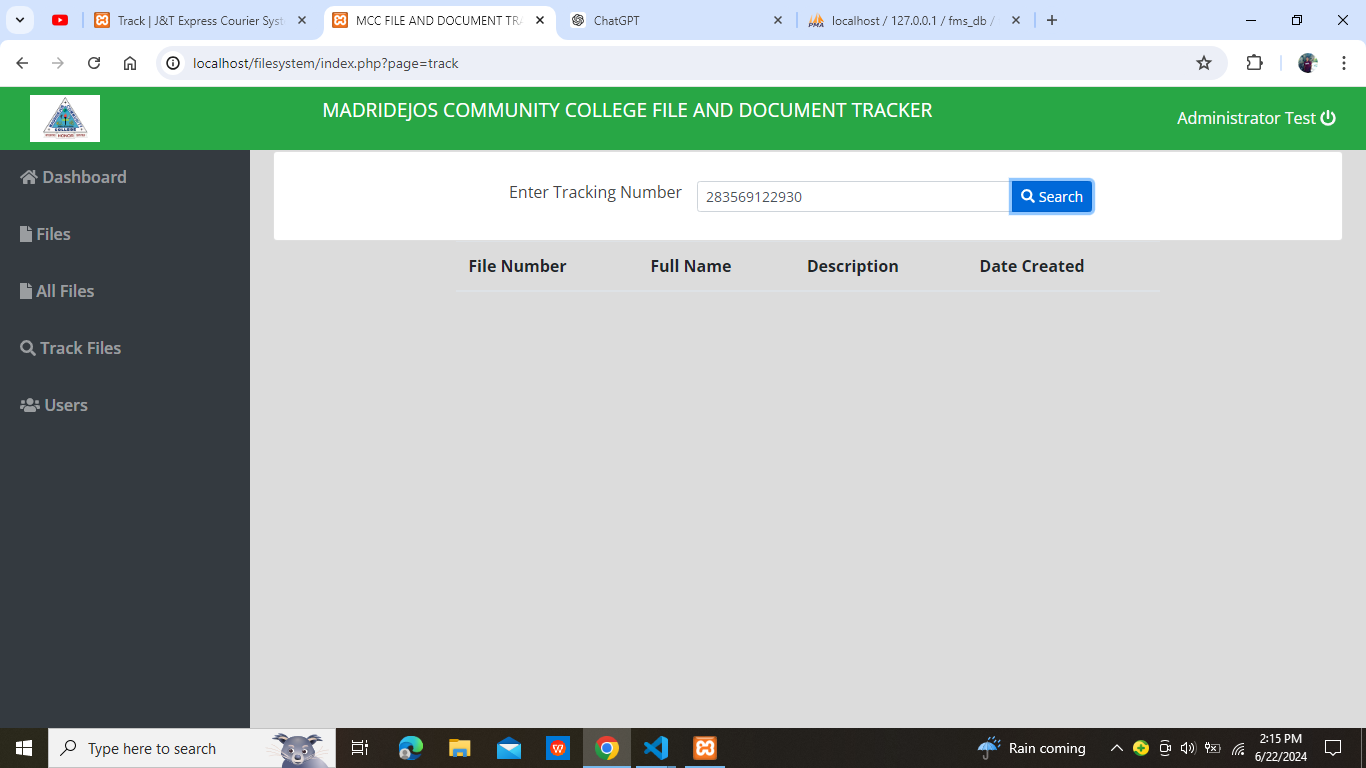 Track | J&T Express Courier Syst
MCC FILE AND DOCUMENT TRA
ChatGPT
PMA
localhost / 127.0.0.1 / fms_db /
localhost/filesystem/index.php?page=track
COLLEGE
MADRIDEJOS COMMUNITY COLLEGE FILE AND DOCUMENT TRACKER
Administrator Test
Dashboard
Files
All Files
Track Files
Users
Enter Tracking Number
283569122930
Search
File Number
Full Name
Description
Date Created
Type here to search
Rain coming
2:15 PM
6/22/2024